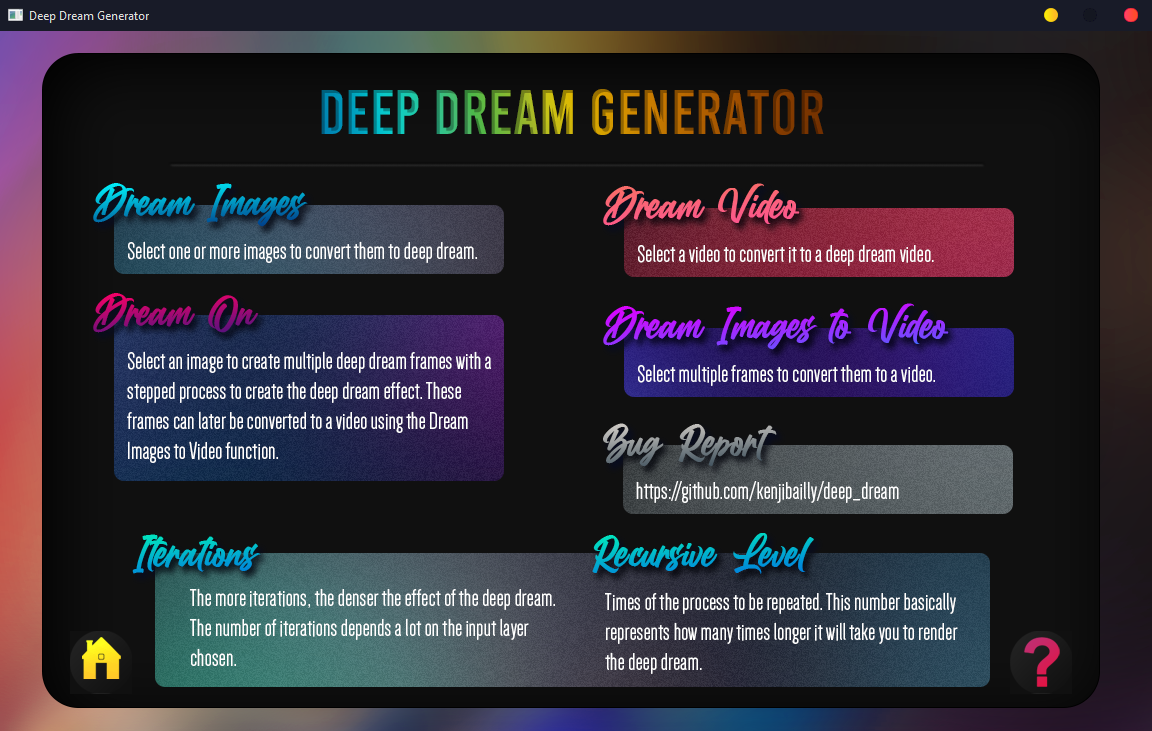 Deep Dream Generator
DEEP DREAM GENERATOR
Dream Images
Select one or more images to convert them to deep dream.
Dream On
Select an image to create multiple deep dream frames with a
stepped process to create the deep dream effect. These
frames can later be converted to a video using the Dream
Images to Video function.
Dream Video
Select a video to convert it to a deep dream video.
Dream Images to Video
Select multiple frames to convert them to a video.
Bug Report
https://github.com/kenjibailly/deep_dream
Iterations
The more iterations, the denser the effect of the deep dream.
The number of iterations depends a lot on the input layer
chosen.
Recursive Level
Times of the process to be repeated. This number basically
represents how many times longer it will take you to render
the deep dream.
?